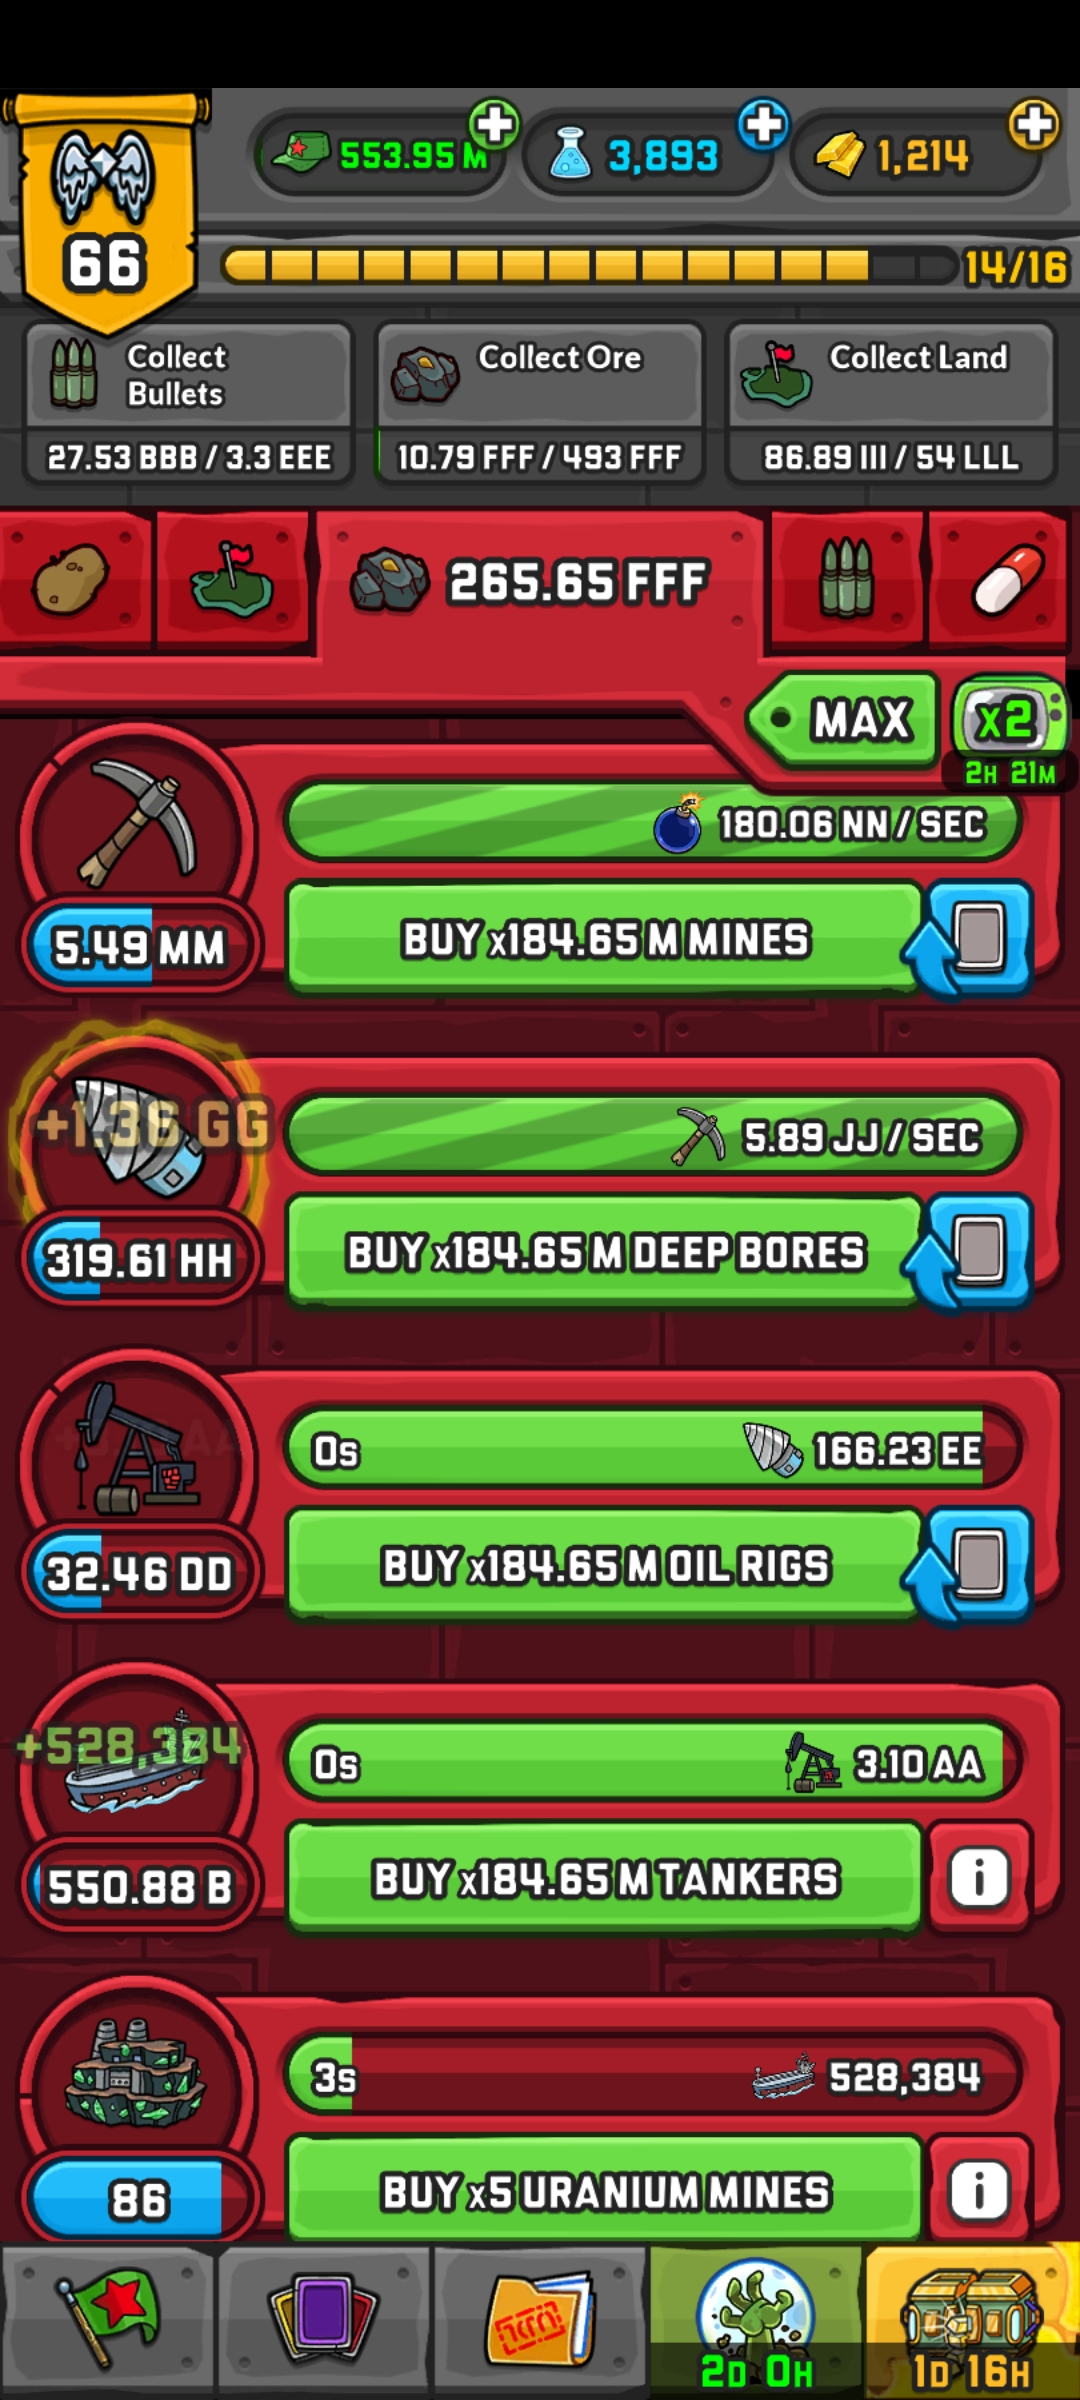 553.95 M
3,893
1,214
66
14/16
Collect
Bullets
Collect Ore
Collect Land
27.53 BBB / 3.3 EEE
10.79 FFF / 493 FFF
86.89 III / 54 LLL
265.65 FFF
MAX
x2
2H 21M
180.06 NN / SEC
5.49 MM
BUY x184.65 M MINES
+1.36 GG
5.89 JJ / SEC
319.61 HH
BUY x184.65 M DEEP BORES
0s
166.23 EE
32.46 DD
BUY x184.65 M OIL RIGS
+528,384
0s
3.10 AA
550.88 B
BUY x184.65 M TANKERS
i
3s
528,384
86
BUY x5 URANIUM MINES
i
2D 0H
1D 16H